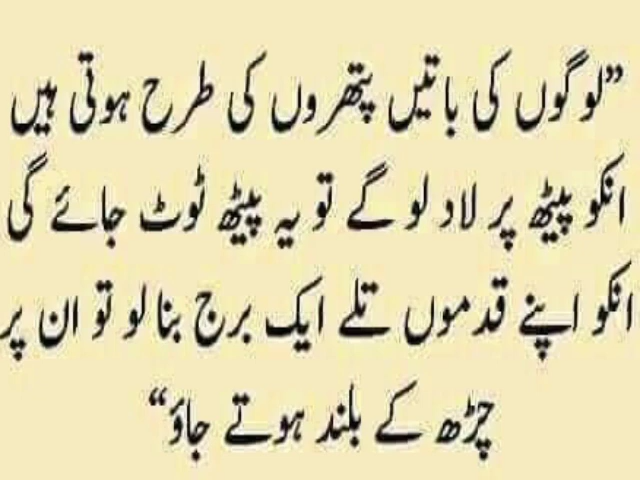 ”لوگوں کی باتیں پتھروں کی طرح ہوتی ہیں
انکو پیٹھ پر لاد لو گے تو یہ پیٹھ ٹوٹ جائے گی
انکو اپنے قدموں تلے ایک برج بنا لو تو ان پر
چڑھ کے بلند ہوتے جاؤ“